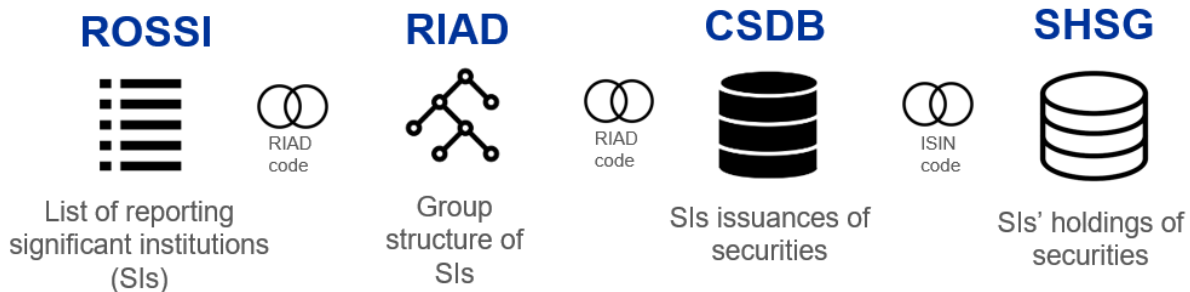 ROSSI
RIAD
CSDB
SHSG
RIAD
code
RIAD
code
ISIN
code
List of reporting
significant institutions
(SIs)
Group
structure of
SIs
SIs issuances of
securities
SIs' holdings of
securities